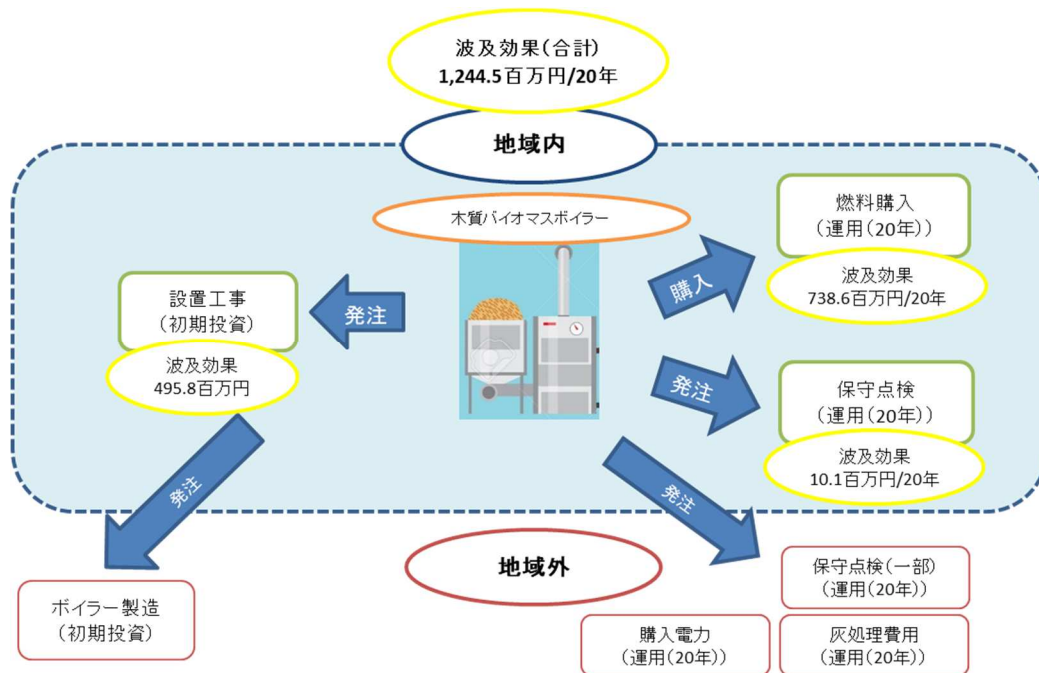 波及効果(合計)
1,244.5百万円/20年
地域内
木質バイオマスボイラー
燃料購入
(運用(20年))
波及効果
738.6百万円/20年
購入
設置工事
(初期投資)
波及効果
495.8百万円
発注
発注
保守点検
(運用(20年))
波及効果
10.1百万円/20年
発注
発注
地域外
ボイラー製造
(初期投資)
保守点検(一部)
(運用(20年))
購入電力
(運用(20年))
灰処理費用
(運用(20年))